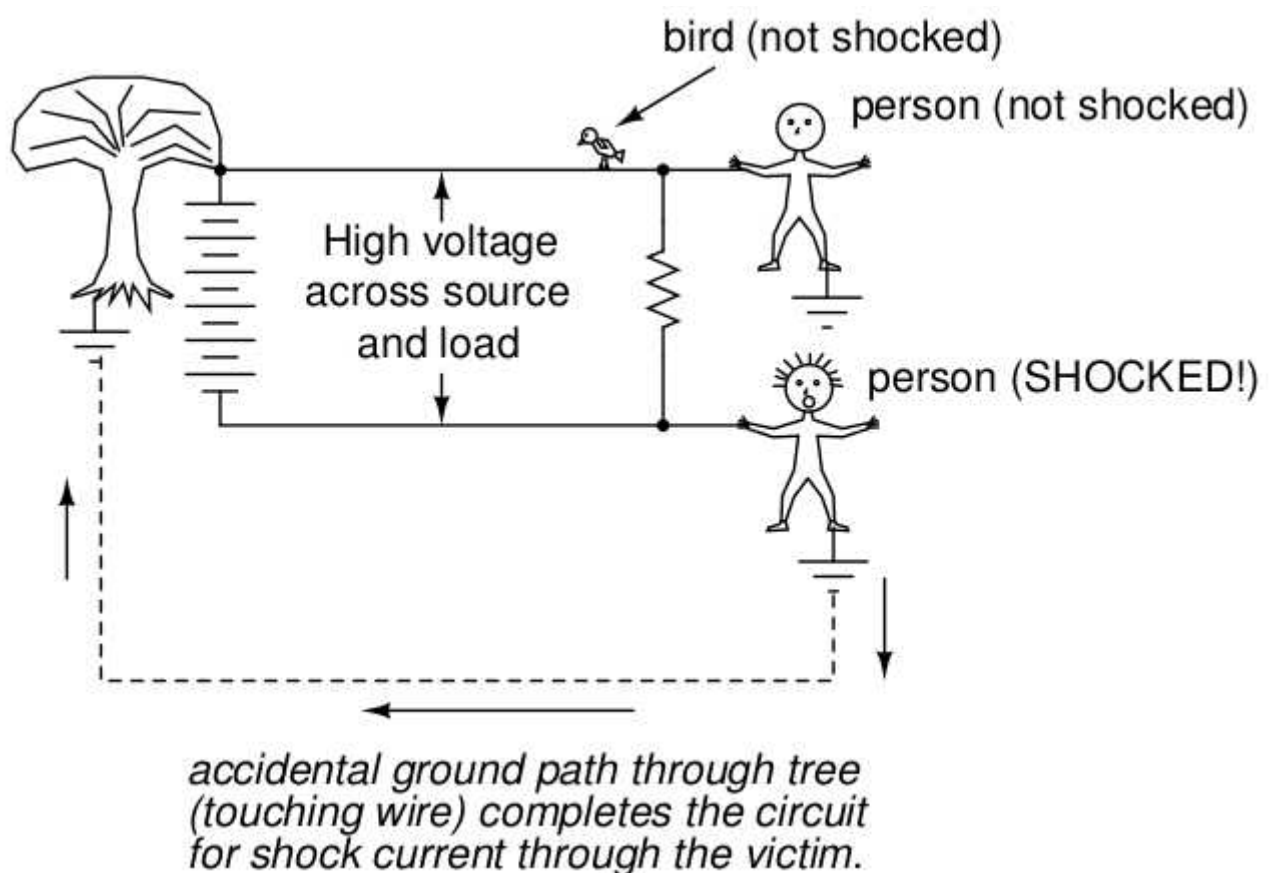 bird (not shocked)
person (not shocked)
High voltage
across source
and load
person (SHOCKED!)
accidental ground path through tree
(touching wire) completes the circuit
for shock current through the victim.